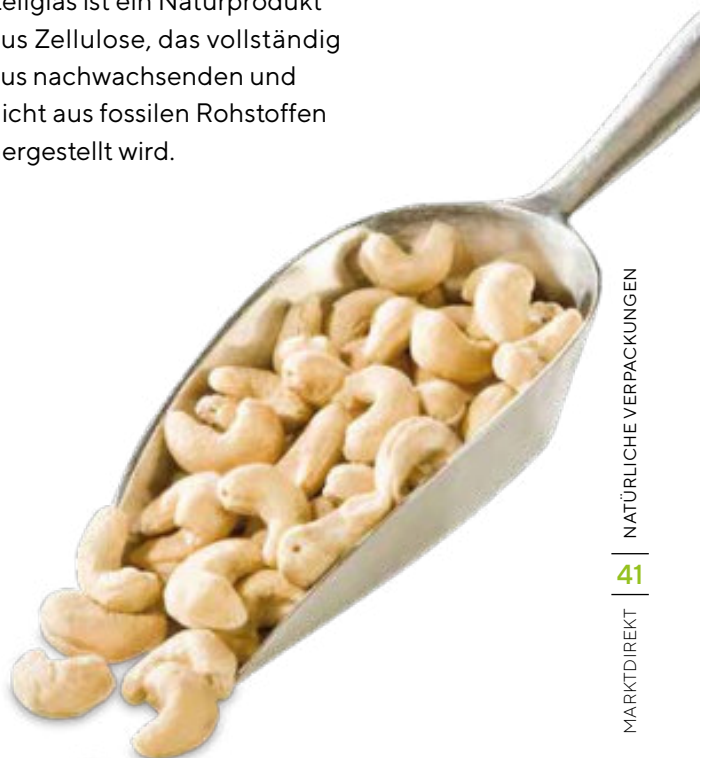 ellglas ist ein Naturprodukt
us Zellulose, das vollständig
us nachwachsenden und
icht aus fossilen Rohstoffen
ergestellt wird.
MARKTDIREKT
41
NATÜRLICHE VERPACKUNGEN